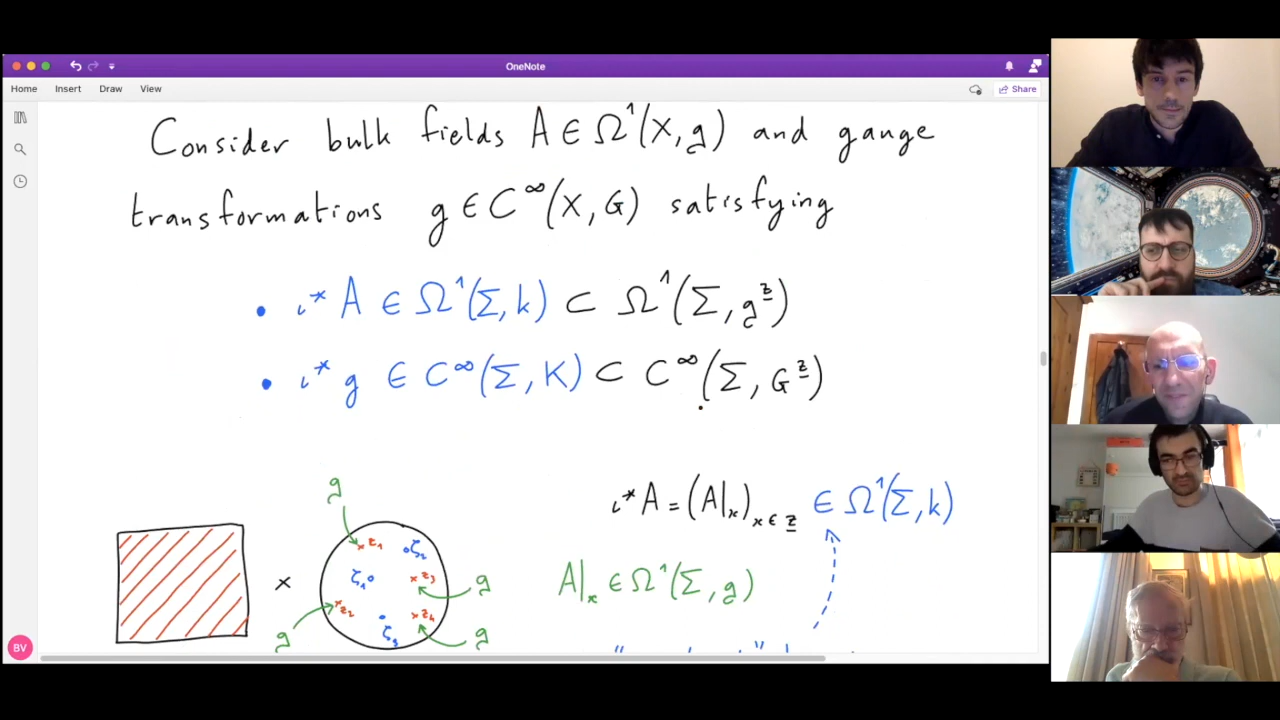 OneNote
Home Insert Draw View Share
Consider bulk fields A ∈ Ω¹(X, g) and gauge
transformations g ∈ C^∞(X, G) satisfying
• ι* A ∈ Ω¹(Σ, k) ⊂ Ω¹(Σ, g^z̲)
• ι* g ∈ C^∞(Σ, K) ⊂ C^∞(Σ, G^z̲)
ι*A = (A|ₓ)_{x ∈ z̲} ∈ Ω¹(Σ, k)
A|ₓ ∈ Ω¹(Σ, g)
g
× z₁ ζ₂
× ζ₁ × z₃ g
× z₂ × z₄
g ζ₃ g
BV